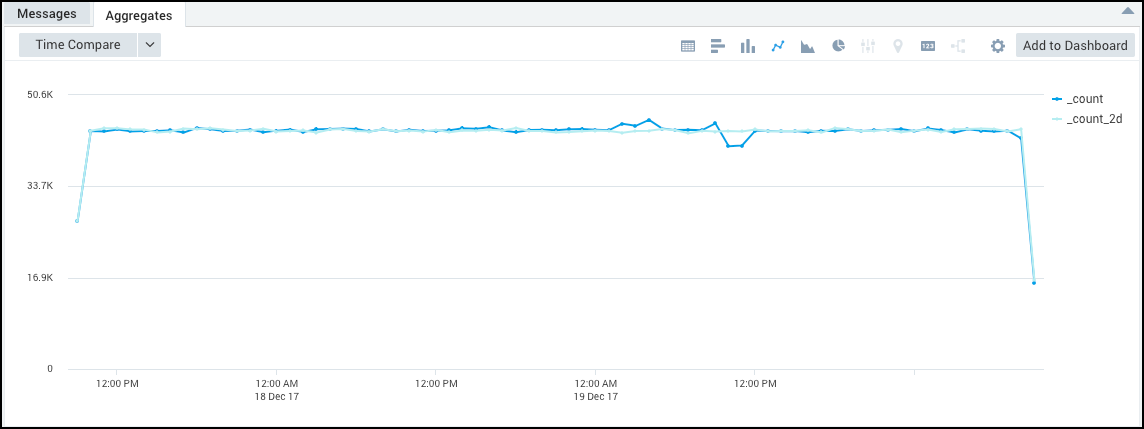 Messages
Aggregates
Time Compare
123
Add to Dashboard
50.6K
33.7K
16.9K
0
_count
_count_2d
12:00 PM
12:00 AM
18 Dec 17
12:00 PM
12:00 AM
19 Dec 17
12:00 PM